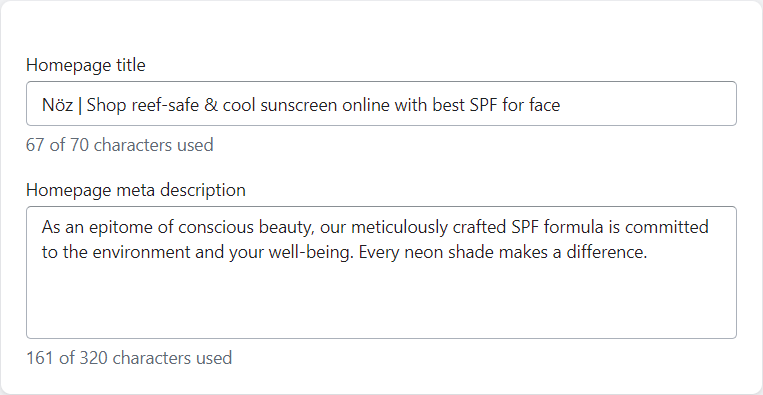 Homepage title
Nöz | Shop reef-safe & cool sunscreen online with best SPF for face
67 of 70 characters used
Homepage meta description
As an epitome of conscious beauty, our meticulously crafted SPF formula is committed
to the environment and your well-being. Every neon shade makes a difference.
161 of 320 characters used